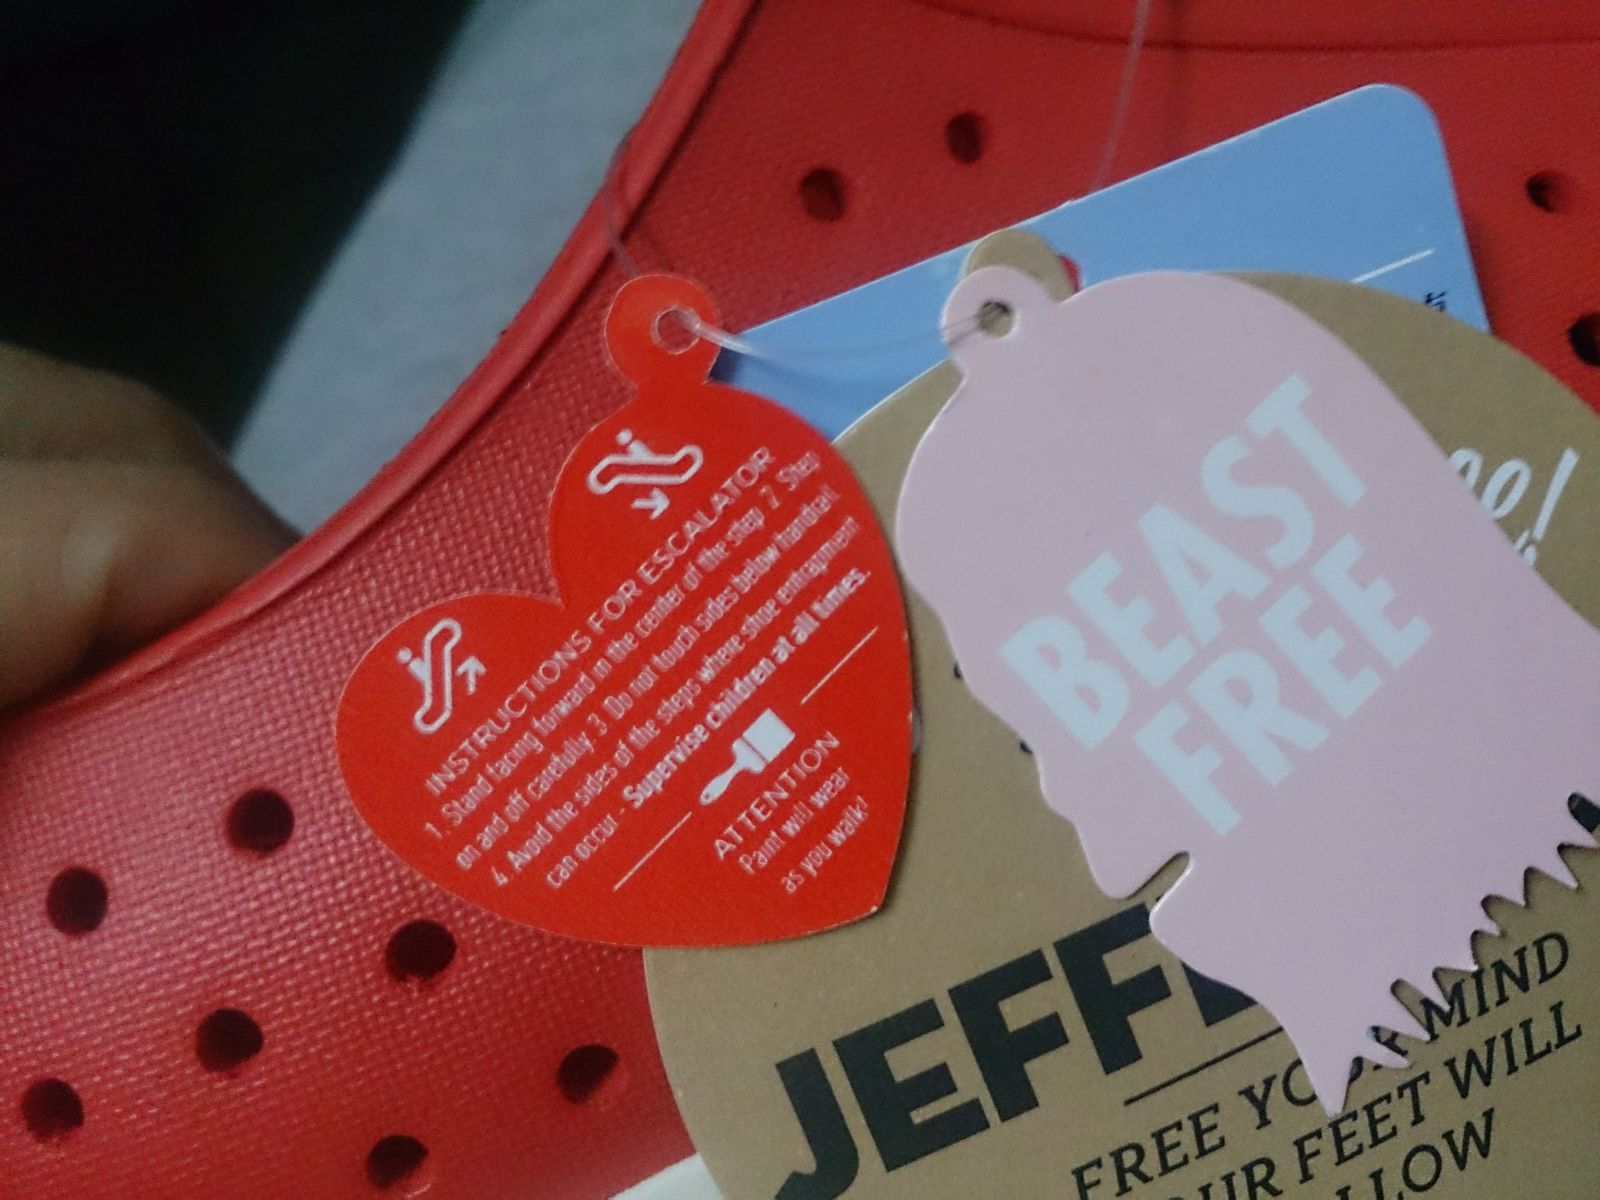 INSTRUCTIONS FOR ESCALATOR
1. Stand facing forward in the center of the step 2. Step
on and off carefully. 3. Do not touch sides below handrail.
4. Avoid the sides of the steps where shoe entrapment
can occur - Supervise children at all times.
ATTENTION
Paint will wear
as you walk!
BEAST
FREE
JEFF
FREE YOUR MIND
FEET WILL